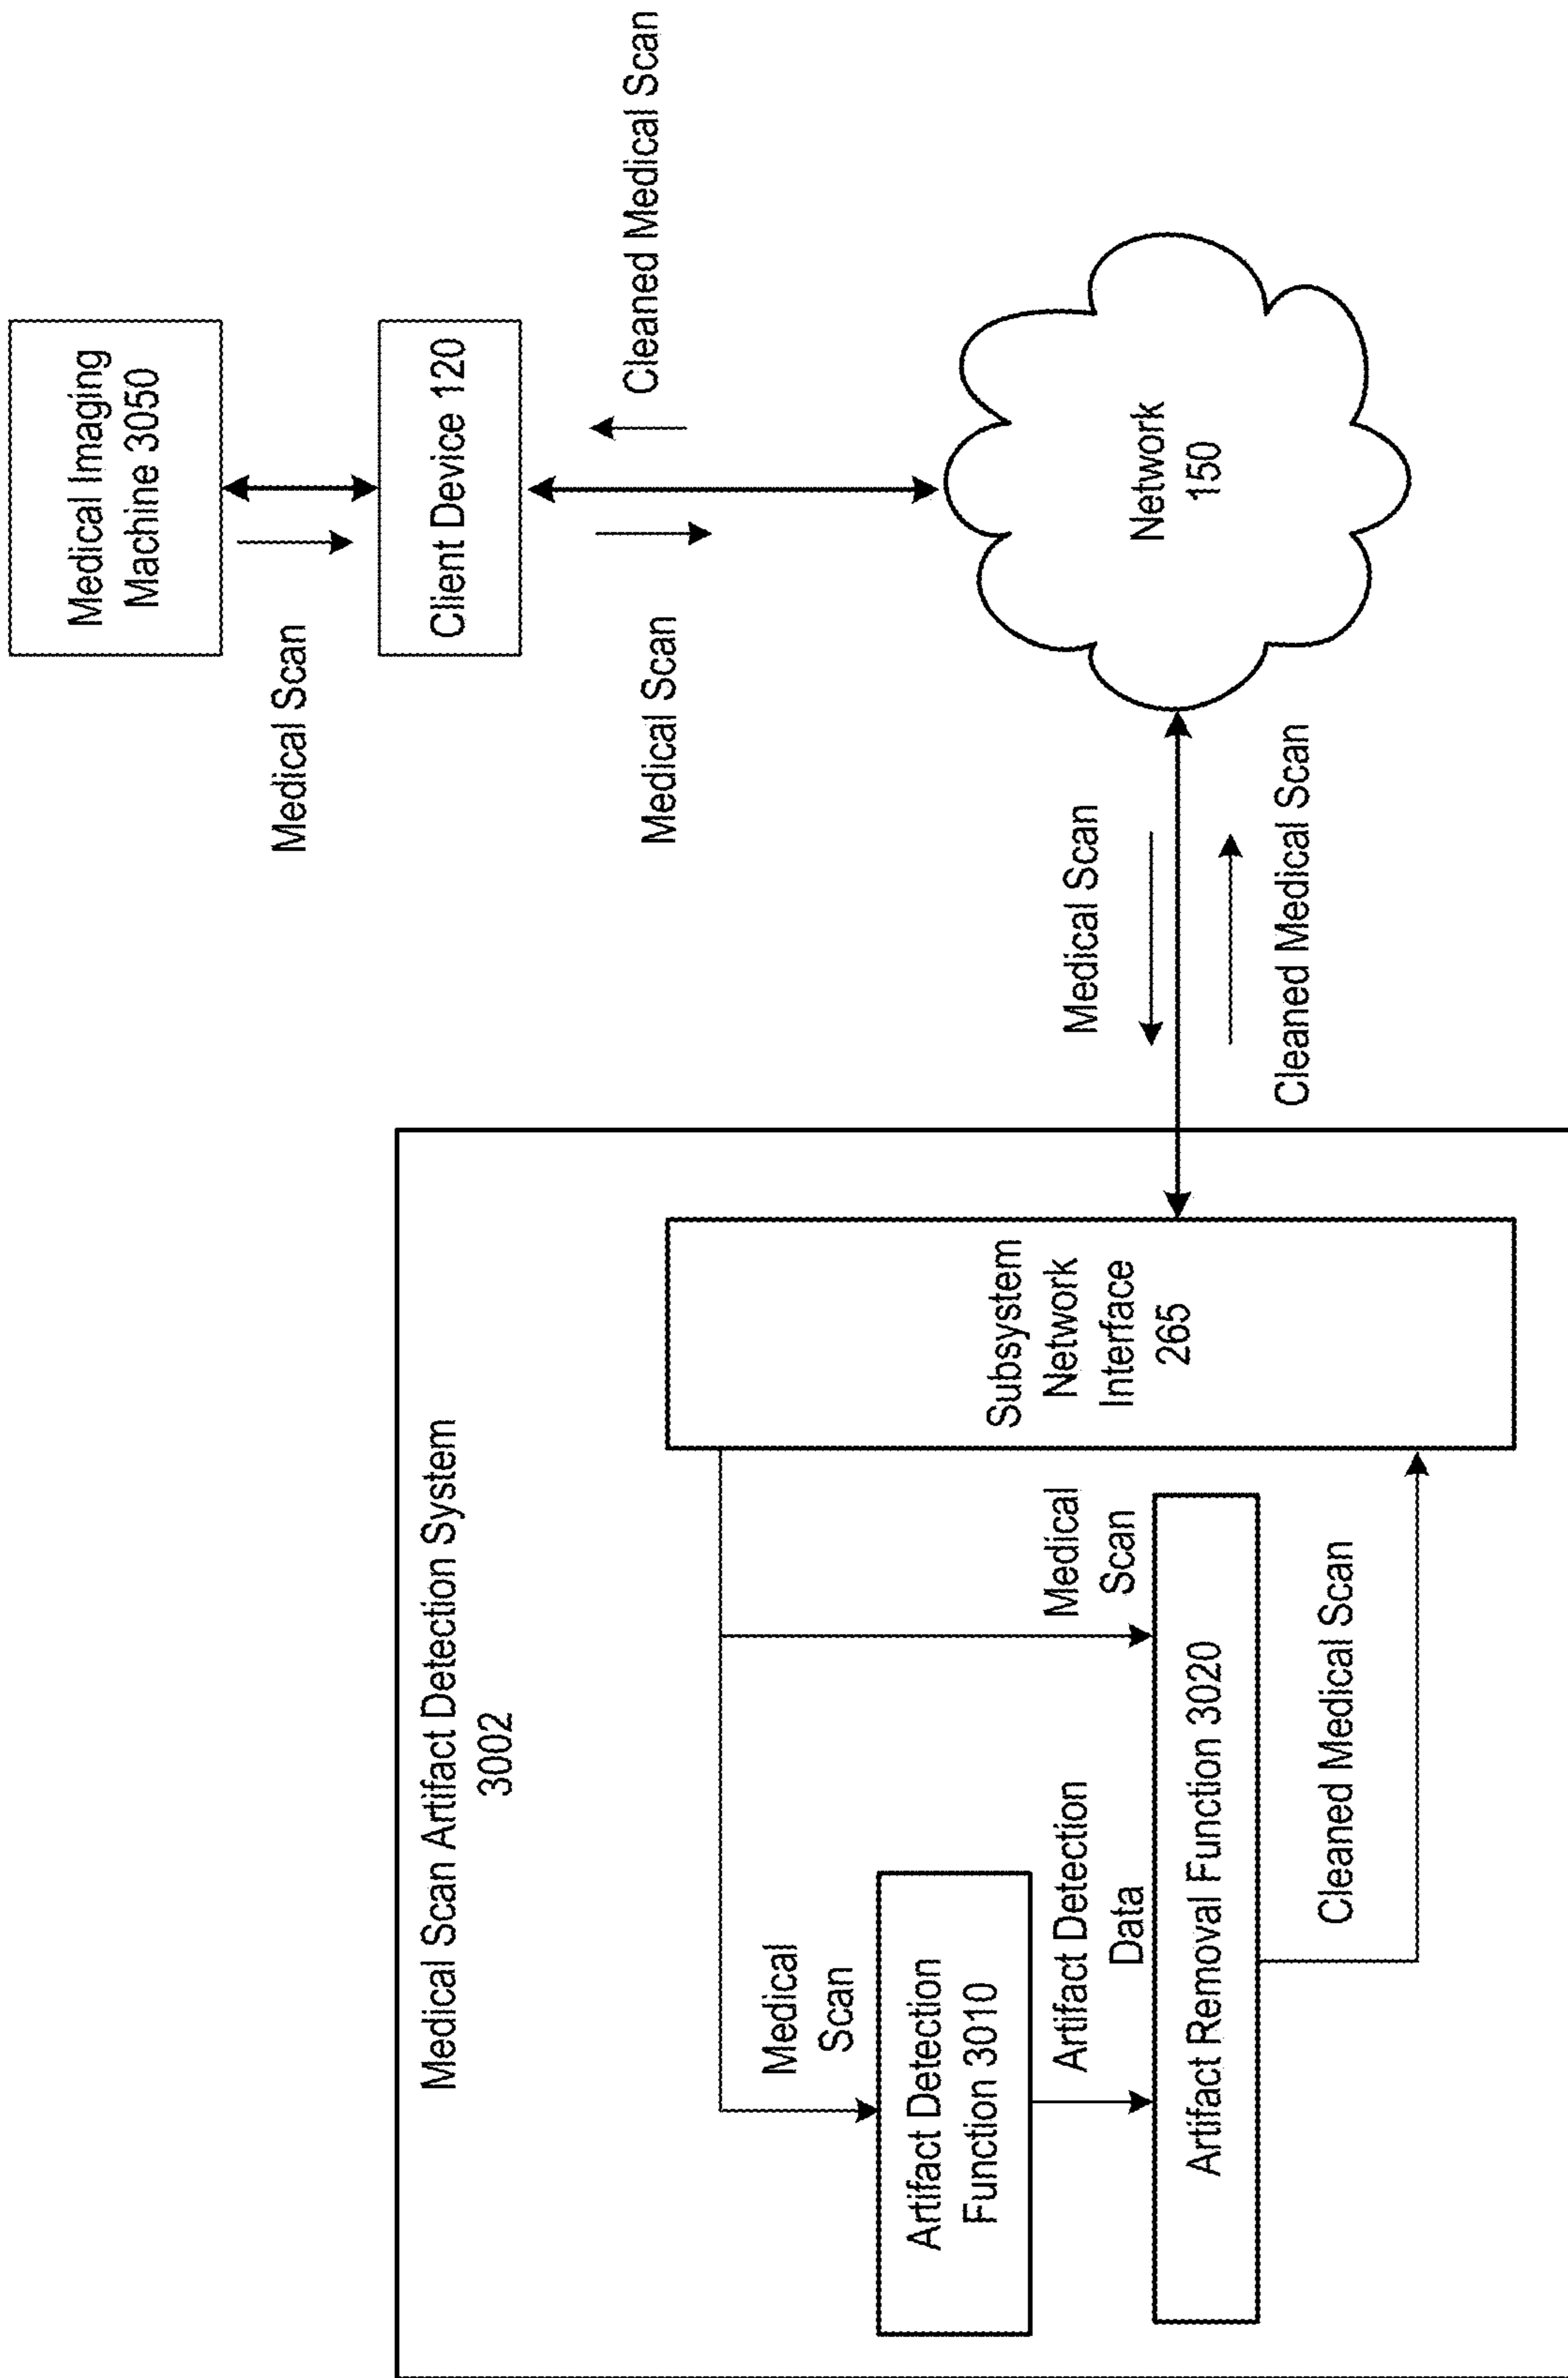 Medical Scan Artifact Detection System
3002
Medical
Scan
Artifact Detection
Function 3010
Artifact Detection
Data
Medical
Scan
Artifact Removal Function 3020
Cleaned Medical Scan
Subsystem
Network
Interface
265
Medical Scan
Cleaned Medical Scan
Medical Imaging
Machine 3050
Medical Scan
Client Device 120
Medical Scan
Cleaned Medical Scan
Network
150